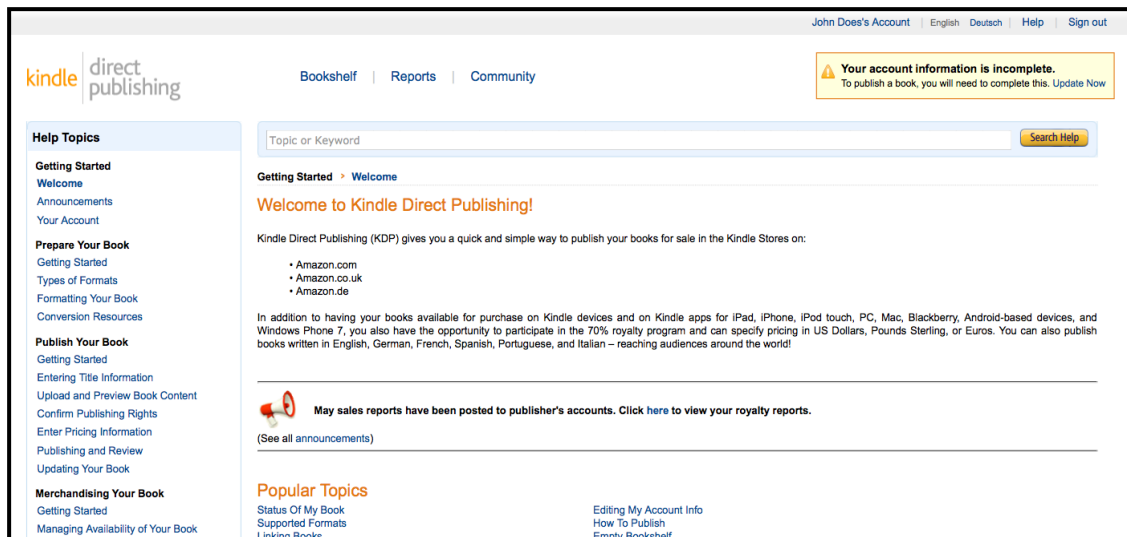 John Does's Account | English Deutsch | Help | Sign out
kindle direct publishing
Bookshelf | Reports | Community
Your account information is incomplete.
To publish a book, you will need to complete this. Update Now
Help Topics
Getting Started
Welcome
Announcements
Your Account
Prepare Your Book
Getting Started
Types of Formats
Formatting Your Book
Conversion Resources
Publish Your Book
Getting Started
Entering Title Information
Upload and Preview Book Content
Confirm Publishing Rights
Enter Pricing Information
Publishing and Review
Updating Your Book
Merchandising Your Book
Getting Started
Managing Availability of Your Book
Topic or Keyword
Search Help
Getting Started › Welcome
Welcome to Kindle Direct Publishing!
Kindle Direct Publishing (KDP) gives you a quick and simple way to publish your books for sale in the Kindle Stores on:
• Amazon.com
• Amazon.co.uk
• Amazon.de
In addition to having your books available for purchase on Kindle devices and on Kindle apps for iPad, iPhone, iPod touch, PC, Mac, Blackberry, Android-based devices, and
Windows Phone 7, you also have the opportunity to participate in the 70% royalty program and can specify pricing in US Dollars, Pounds Sterling, or Euros. You can also publish
books written in English, German, French, Spanish, Portuguese, and Italian – reaching audiences around the world!
May sales reports have been posted to publisher's accounts. Click here to view your royalty reports.
(See all announcements)
Popular Topics
Status Of My Book
Supported Formats
Linking Books
Editing My Account Info
How To Publish
Empty Bookshelf